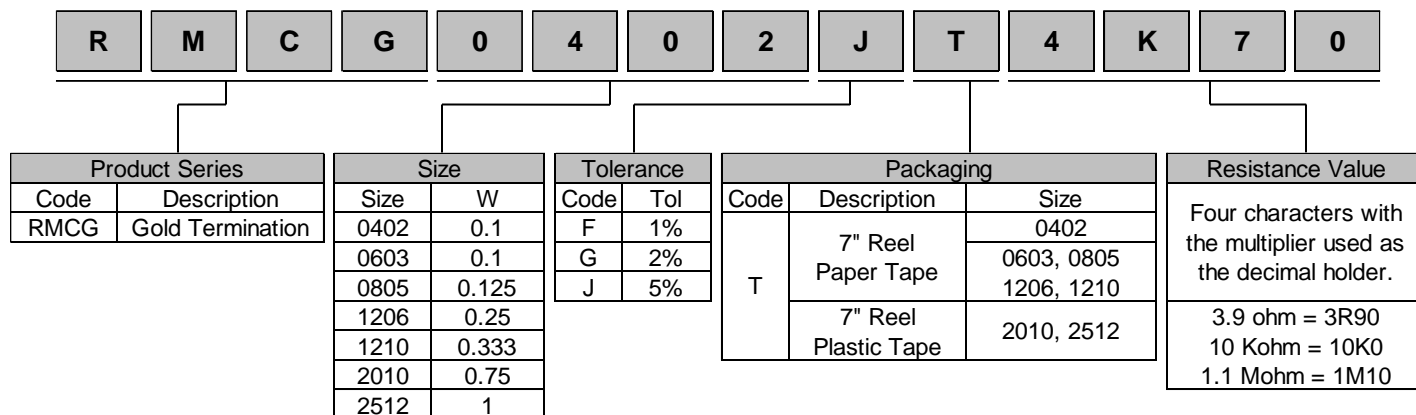 R M C G 0 4 0 2 J T 4 K 7 0
Product Series
Code Description
RMCG Gold Termination
Size
Size W
0402 0.1
0603 0.1
0805 0.125
1206 0.25
1210 0.333
2010 0.75
2512 1
Tolerance
Code Tol
F 1%
G 2%
J 5%
Packaging
Code Description Size
T
7" Reel
Paper Tape
0402
0603, 0805
1206, 1210
7" Reel
Plastic Tape
2010, 2512
Resistance Value
Four characters with
the multiplier used as
the decimal holder.
3.9 ohm = 3R90
10 Kohm = 10K0
1.1 Mohm = 1M10